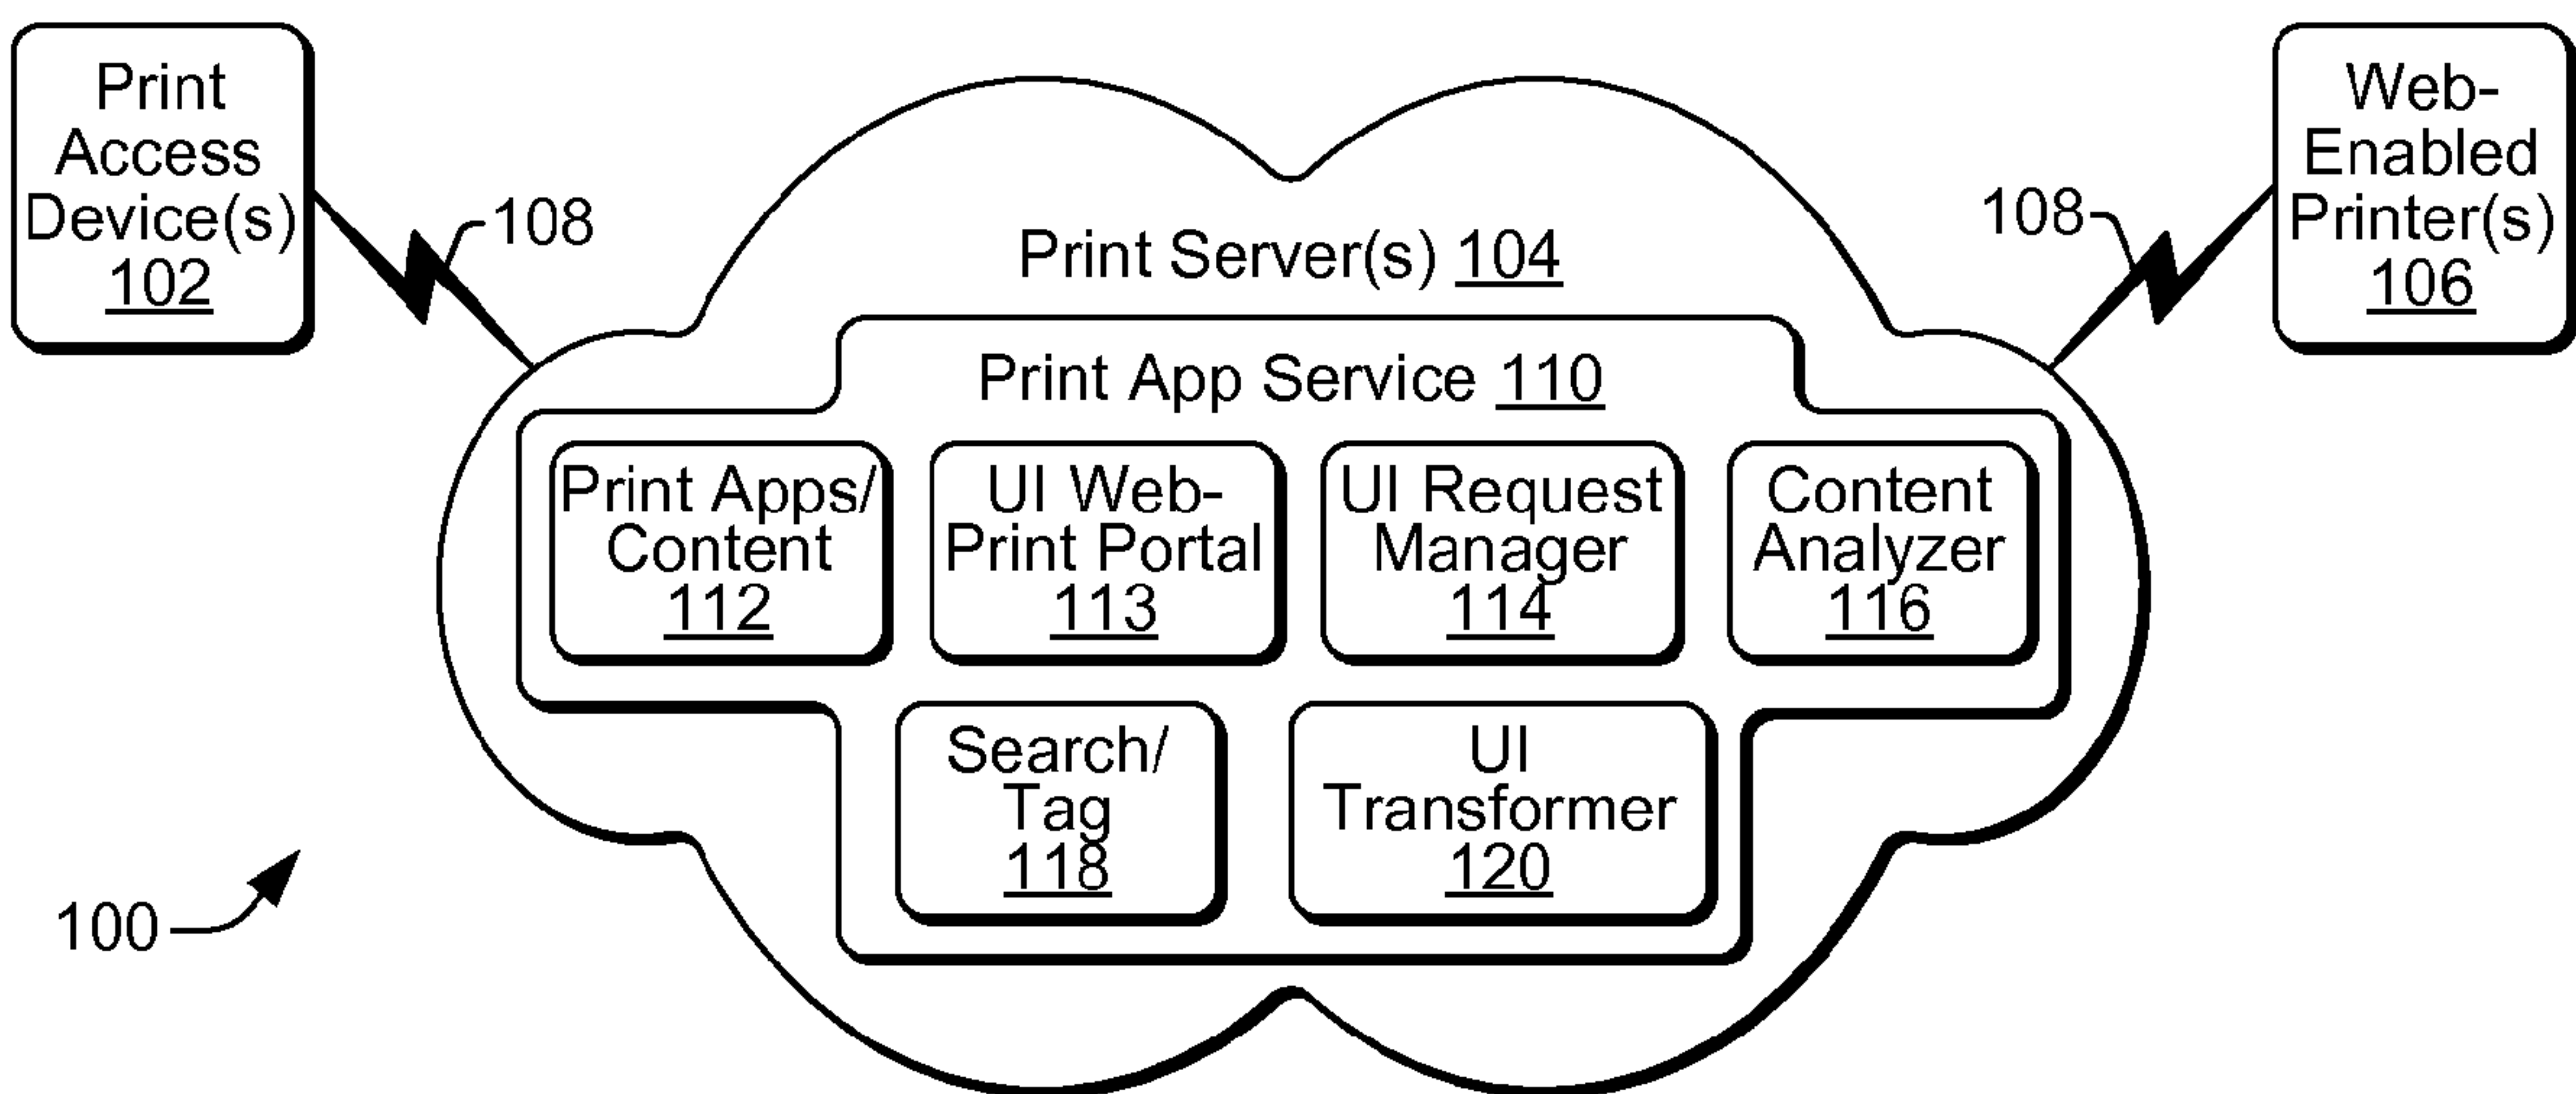 Print
Access
Device(s)
102
108
Print Server(s) 104
108
Web-
Enabled
Printer(s)
106
Print App Service 110
Print Apps/
Content
112
UI Web-
Print Portal
113
UI Request
Manager
114
Content
Analyzer
116
Search/
Tag
118
UI
Transformer
120
100